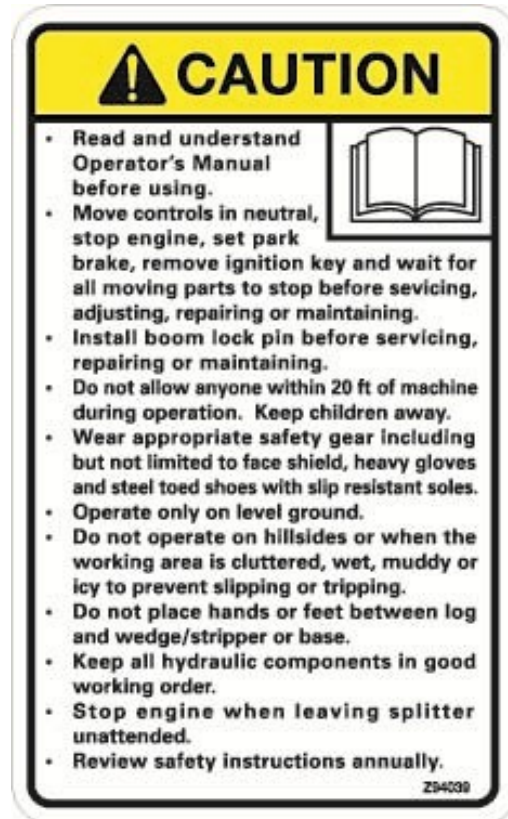 CAUTION
• Read and understand
Operator's Manual
before using.
• Move controls in neutral,
stop engine, set park
brake, remove ignition key and wait for
all moving parts to stop before sevicing,
adjusting, repairing or maintaining.
• Install boom lock pin before servicing,
repairing or maintaining.
• Do not allow anyone within 20 ft of machine
during operation. Keep children away.
• Wear appropriate safety gear including
but not limited to face shield, heavy gloves
and steel toed shoes with slip resistant soles.
• Operate only on level ground.
• Do not operate on hillsides or when the
working area is cluttered, wet, muddy or
icy to prevent slipping or tripping.
• Do not place hands or feet between log
and wedge/stripper or base.
• Keep all hydraulic components in good
working order.
• Stop engine when leaving splitter
unattended.
• Review safety instructions annually.
Z94039